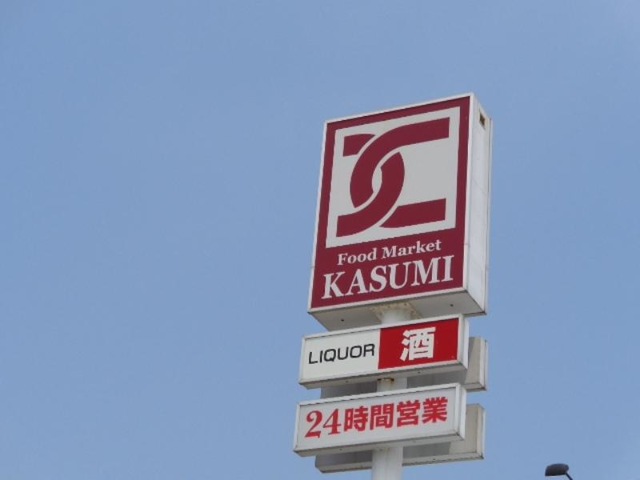 Food Market
KASUMI
LIQUOR 酒
24時間営業